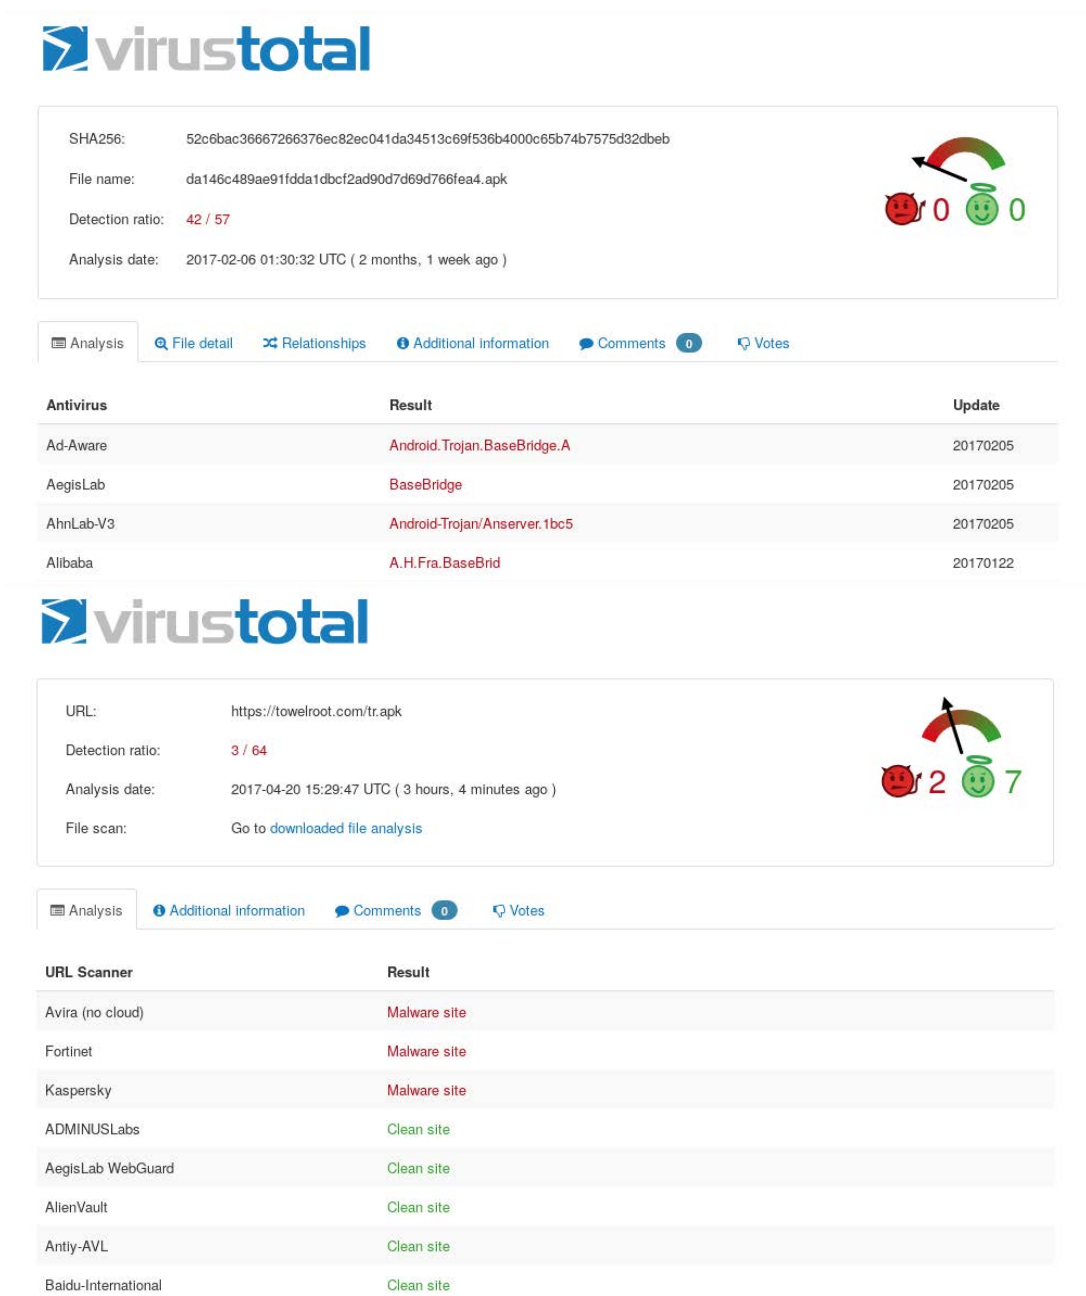 virustotal
SHA256: 52c6bac36667266376ec82ec041da34513c69f536b4000c65b74b7575d32dbeb
File name: da146c489ae91fdda1dbcf2ad90d7d69d766fea4.apk
Detection ratio: 42 / 57
0 0
Analysis date: 2017-02-06 01:30:32 UTC ( 2 months, 1 week ago )
Analysis File detail Relationships Additional information Comments 0 Votes
Antivirus Result Update
Ad-Aware Android.Trojan.BaseBridge.A 20170205
AegisLab BaseBridge 20170205
AhnLab-V3 Android-Trojan/Anserver.1bc5 20170205
Alibaba A.H.Fra.BaseBrid 20170122
virustotal
URL: https://towelroot.com/tr.apk
Detection ratio: 3 / 64
2 7
Analysis date: 2017-04-20 15:29:47 UTC ( 3 hours, 4 minutes ago )
File scan: Go to downloaded file analysis
Analysis Additional information Comments 0 Votes
URL Scanner Result
Avira (no cloud) Malware site
Fortinet Malware site
Kaspersky Malware site
ADMINUSLabs Clean site
AegisLab WebGuard Clean site
AlienVault Clean site
Antiy-AVL Clean site
Baidu-International Clean site